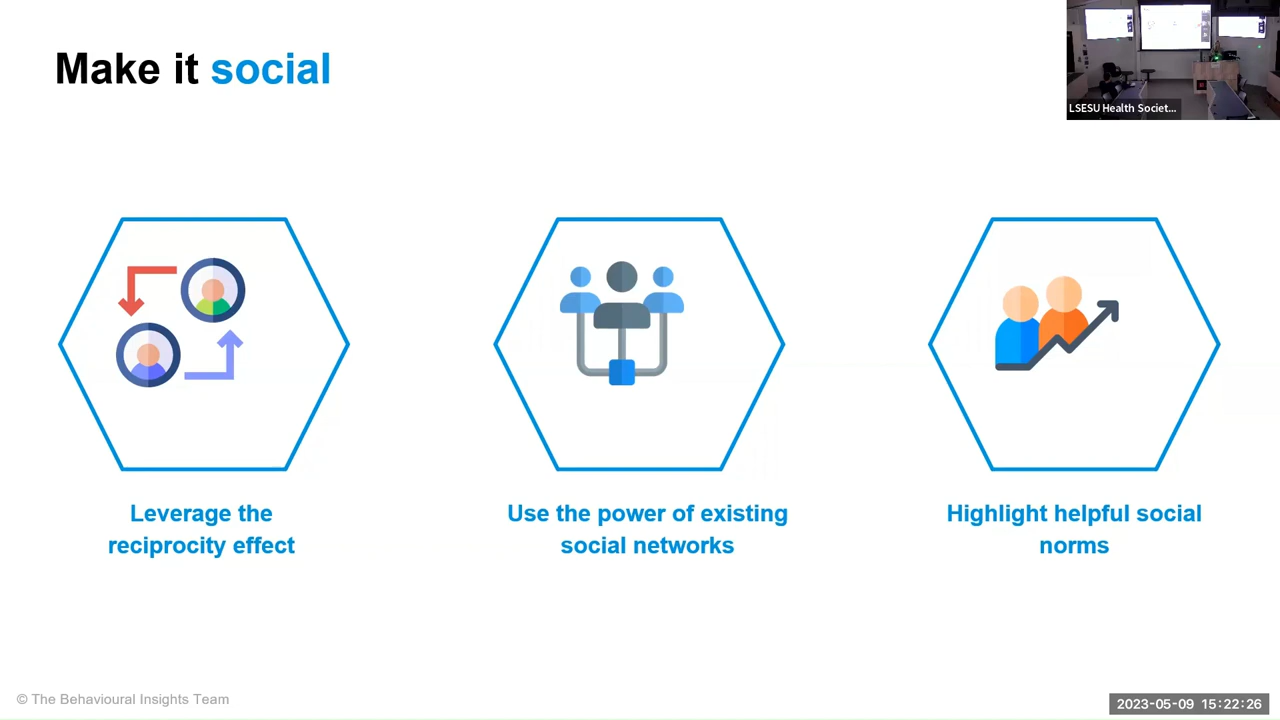 Make it social
LSESU Health Societ...
Leverage the
reciprocity effect
Use the power of existing
social networks
Highlight helpful social
norms
© The Behavioural Insights Team
2023-05-09 15:22:26